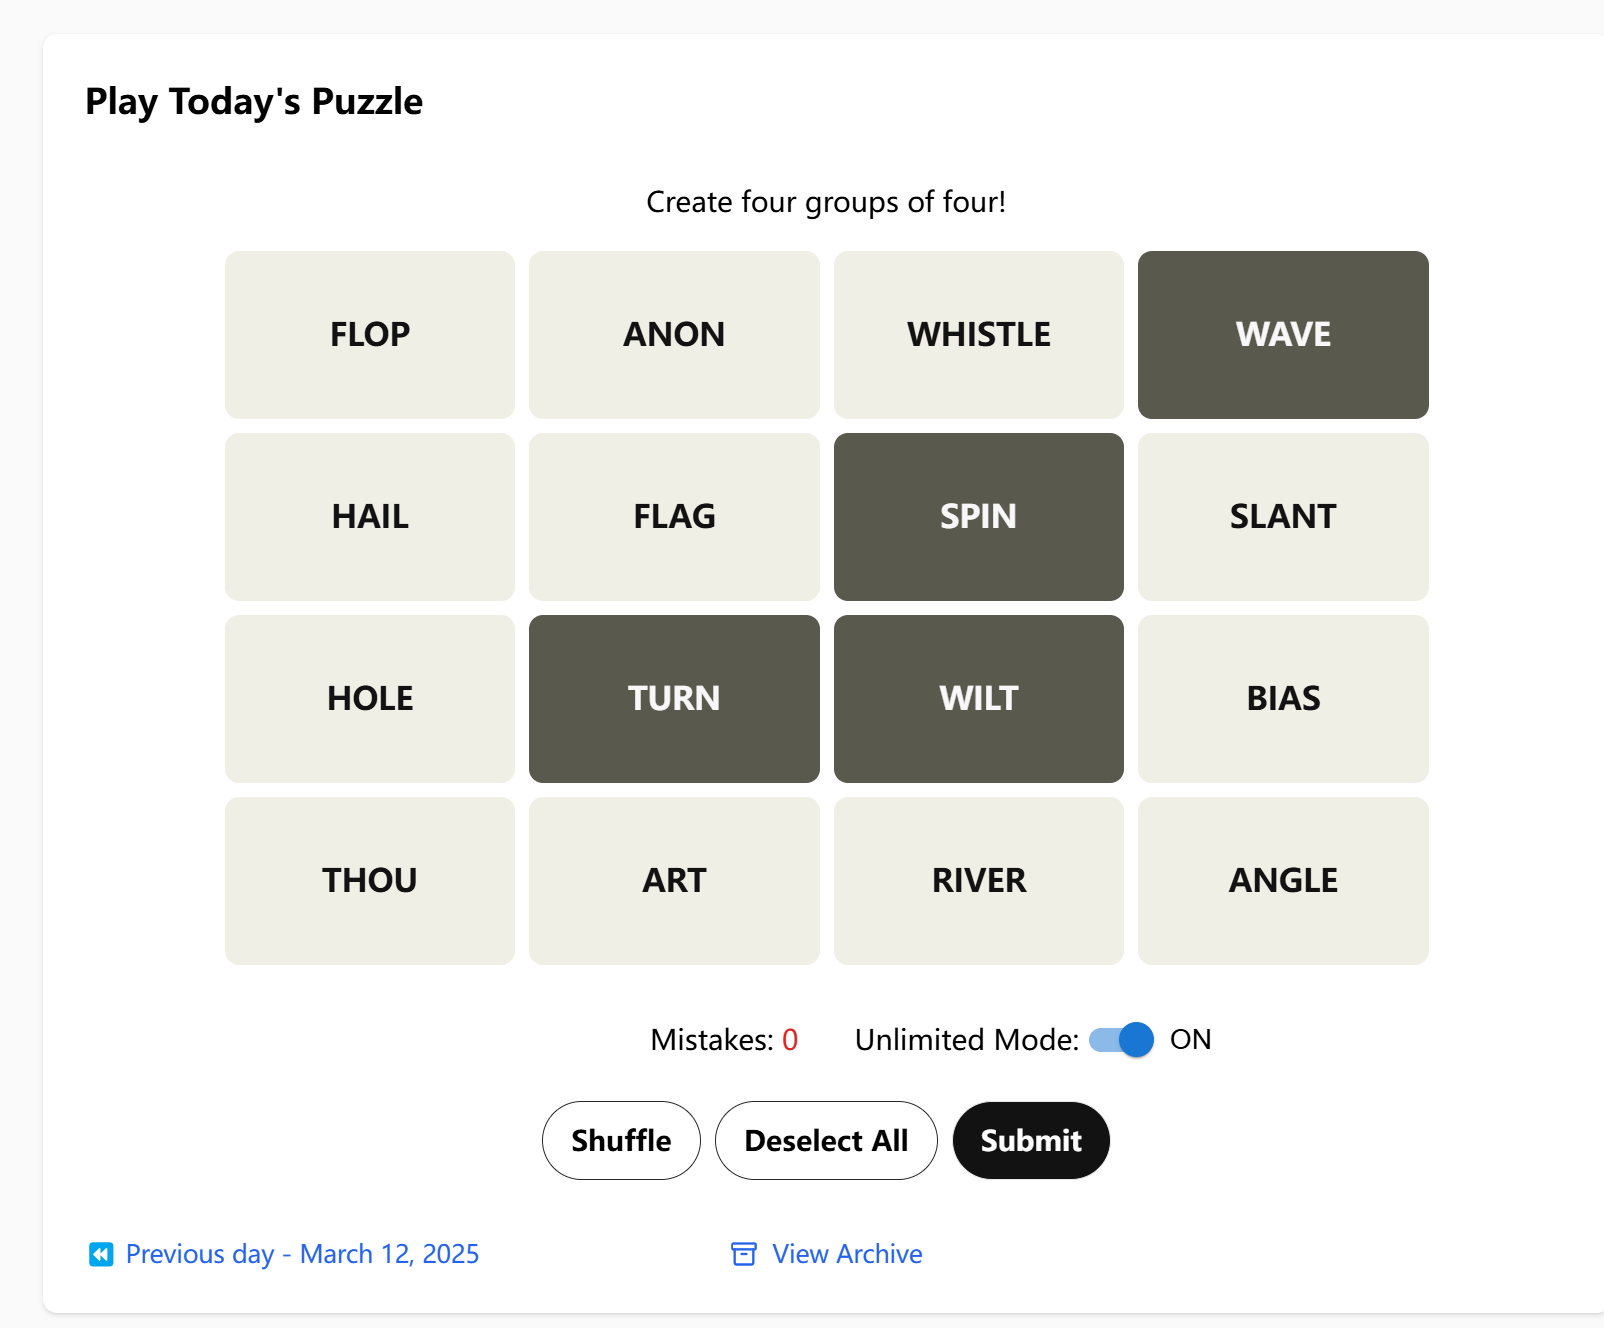 Play Today's Puzzle
Create four groups of four!
FLOP ANON WHISTLE WAVE
HAIL FLAG SPIN SLANT
HOLE TURN WILT BIAS
THOU ART RIVER ANGLE
Mistakes: 0 Unlimited Mode: ON
Shuffle Deselect All Submit
Previous day - March 12, 2025 View Archive